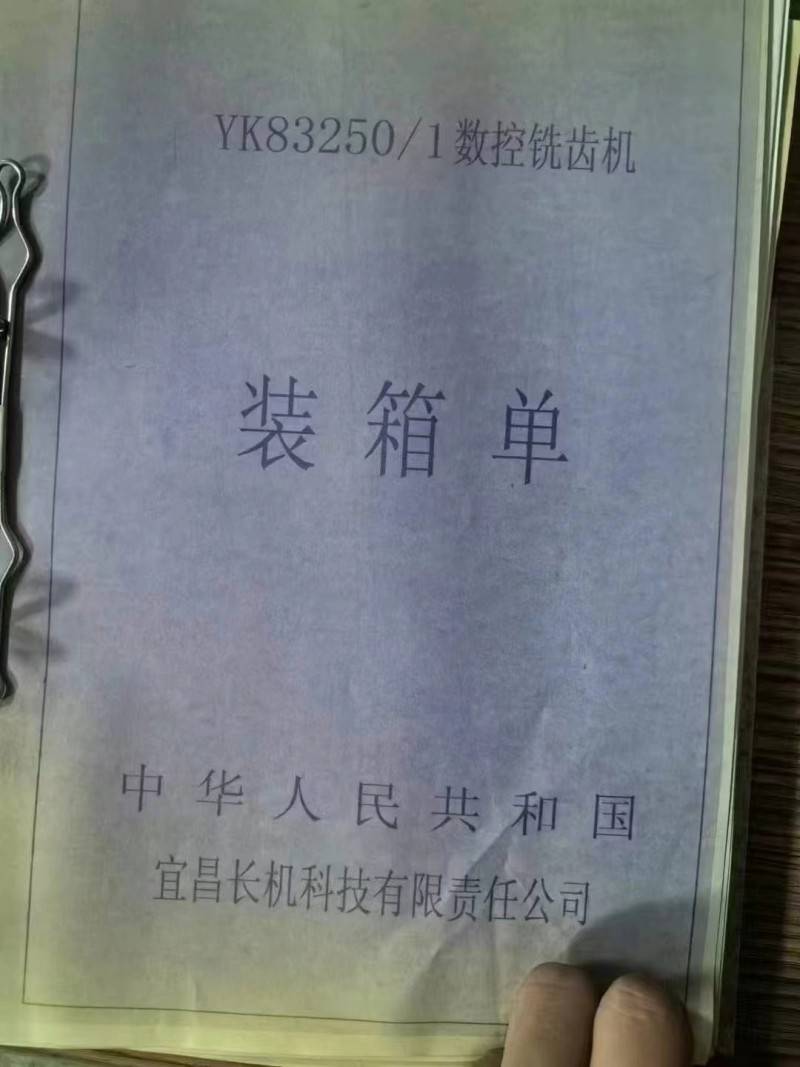 YK83250/1数控铣齿机
装箱单
中华人民共和国
宜昌长机科技有限责任公司